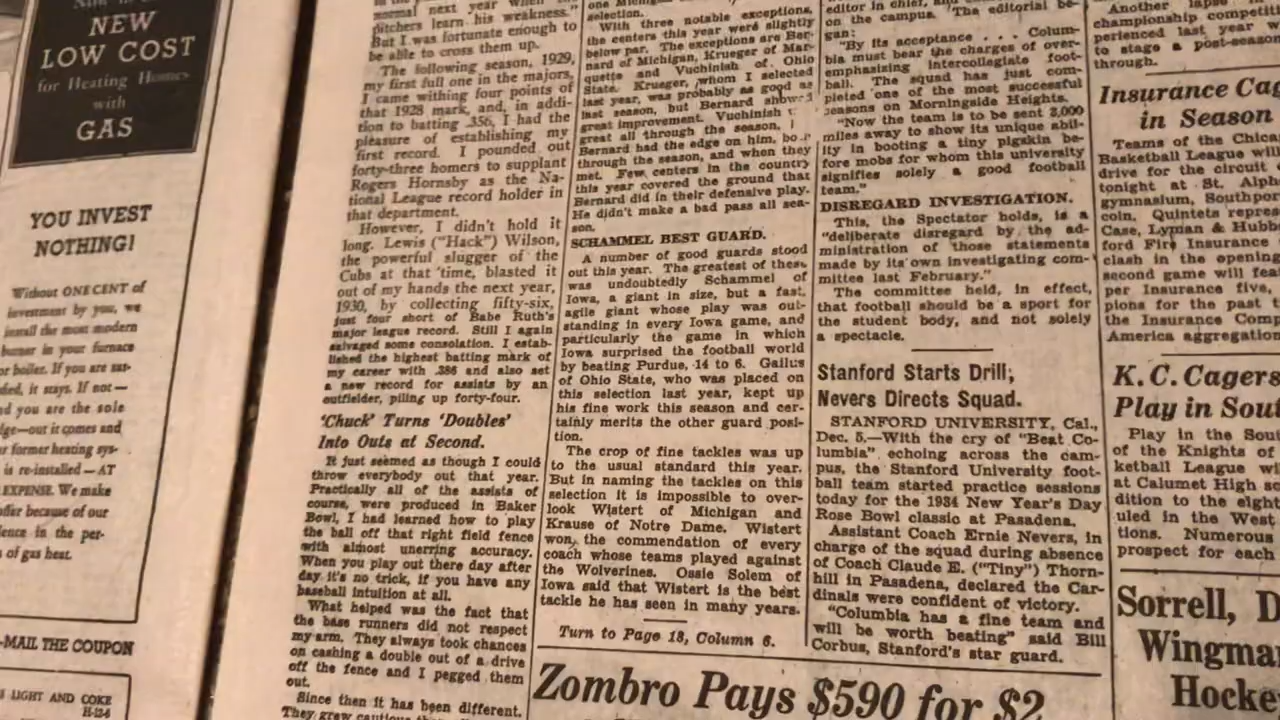 NEW
LOW COST
for Heating Homes
with
GAS
YOU INVEST
NOTHING!
Without ONE CENT of
investment by you, we
install the most modern
burner in your furnace
or boiler. If you are sat-
it stays. If not—
you are the sole
out it comes and
former heating sys-
is re-installed—AT
EXPENSE. We make
offer because of our
in the per-
of gas heat.
MAIL THE COUPON
LIGHT AND COKE
H-12-6
normal next year when
pitchers learn his weakness."
But I was fortunate enough to
be able to cross them up.
The following season, 1929,
my first full one in the majors,
I came withing four points of
that 1928 mark, and, in addi-
tion to batting .356, I had the
pleasure of establishing my
first record. I pounded out
forty-three homers to supplant
Rogers Hornsby as the Na-
tional League record holder in
that department.
However, I didn't hold it
long. Lewis ("Hack") Wilson,
the powerful slugger of the
Cubs at that time, blasted it
out of my hands the next year,
1930, by collecting fifty-six,
just four short of Babe Ruth's
major league record. Still I again
salvaged some consolation. I estab-
lished the highest batting mark of
my career with .386 and also set
a new record for assists by an
outfielder, piling up forty-four.
'Chuck' Turns 'Doubles'
Into Outs at Second.
It just seemed as though I could
throw everybody out that year.
Practically all of the assists of
course, were produced in Baker
Bowl, I had learned how to play
the ball off that right field fence
with almost unerring accuracy.
When you play out there day after
day it's no trick, if you have any
baseball intuition at all.
What helped was the fact that
the base runners did not respect
my arm. They always took chances
on cashing a double out of a drive
off the fence and I pegged them
out.
Since then it has been different.
They grew
one
selection.
With three notable exceptions,
the centers this year were slightly
below par. The exceptions are Ber-
nard of Michigan, Krueger of Mar-
quette and Vuchinish of Ohio
State. Krueger, whom I selected
last year, was probably as good as
last season, but Bernard showed
great improvement. Vuchinish
great all through the season,
Bernard had the edge on him,
through the season, and when they
met. Few centers in the country
this year covered the ground that
Bernard did in their defensive play.
He didn't make a bad pass all sea-
son.
SCHAMMEL BEST GUARD.
A number of good guards stood
out this year. The greatest of these
was undoubtedly Schammel of
Iowa, a giant in size, but a fast,
agile giant whose play was out-
standing in every Iowa game, and
particularly the game in which
Iowa surprised the football world
by beating Purdue, 14 to 6. Gailus
of Ohio State, who was placed on
this selection last year, kept up
his fine work this season and cer-
tainly merits the other guard posi-
tion.
The crop of fine tackles was up
to the usual standard this year.
But in naming the tackles on this
selection it is impossible to over-
look Wistert of Michigan and
Krause of Notre Dame. Wistert
won the commendation of every
coach whose teams played against
the Wolverines. Ossie Solem of
Iowa said that Wistert is the best
tackle he has seen in many years.
Turn to Page 18, Column 6.
editor in chief,
on the campus. The editorial be-
gan:
"By its acceptance . . . Colum-
bia must bear the charges of over-
emphasizing intercollegiate foot-
ball. The squad has just com-
pleted one of the most successful
seasons on Morningside Heights.
"Now the team is to be sent 3,000
miles away to show its unique abil-
ity in booting a tiny pigskin be-
fore mobs for whom this university
signifies solely a good football
team."
DISREGARD INVESTIGATION.
This, the Spectator holds, is a
"deliberate disregard by the ad-
ministration of those statements
made by its own investigating com-
mittee last February."
The committee held, in effect,
that football should be a sport for
the student body, and not solely
a spectacle.
Stanford Starts Drill;
Nevers Directs Squad.
STANFORD UNIVERSITY, Cal.,
Dec. 5.—With the cry of "Beat Co-
lumbia" echoing across the cam-
pus, the Stanford University foot-
ball team started practice sessions
today for the 1934 New Year's Day
Rose Bowl classic at Pasadena.
Assistant Coach Ernie Nevers, in
charge of the squad during absence
of Coach Claude E. ("Tiny") Thorn-
hill in Pasadena, declared the Car-
dinals were confident of victory.
"Columbia has a fine team and
will be worth beating" said Bill
Corbus, Stanford's star guard.
Zombro Pays $590 for $2
Another
championship
perienced last year
to stage a post-season
through.
Insurance Cag
in Season
Teams of the Chica
Basketball League will
drive for the circuit
tonight at St. Alph
gymnasium, Southpor
coln. Quintets repres
Case, Lyman & Hubb
ford Fire Insurance
clash in the opening
second game will fea
per Insurance five,
pions for the past
the Insurance Comp
America aggregation
K. C. Cagers
Play in Sou
Play in the Sou
of the Knights of
ketball League w
at Calumet High sc
dition to the eight
uled in the West
tions. Numerous
prospect for each
Sorrell, D
Wingma
Hocke